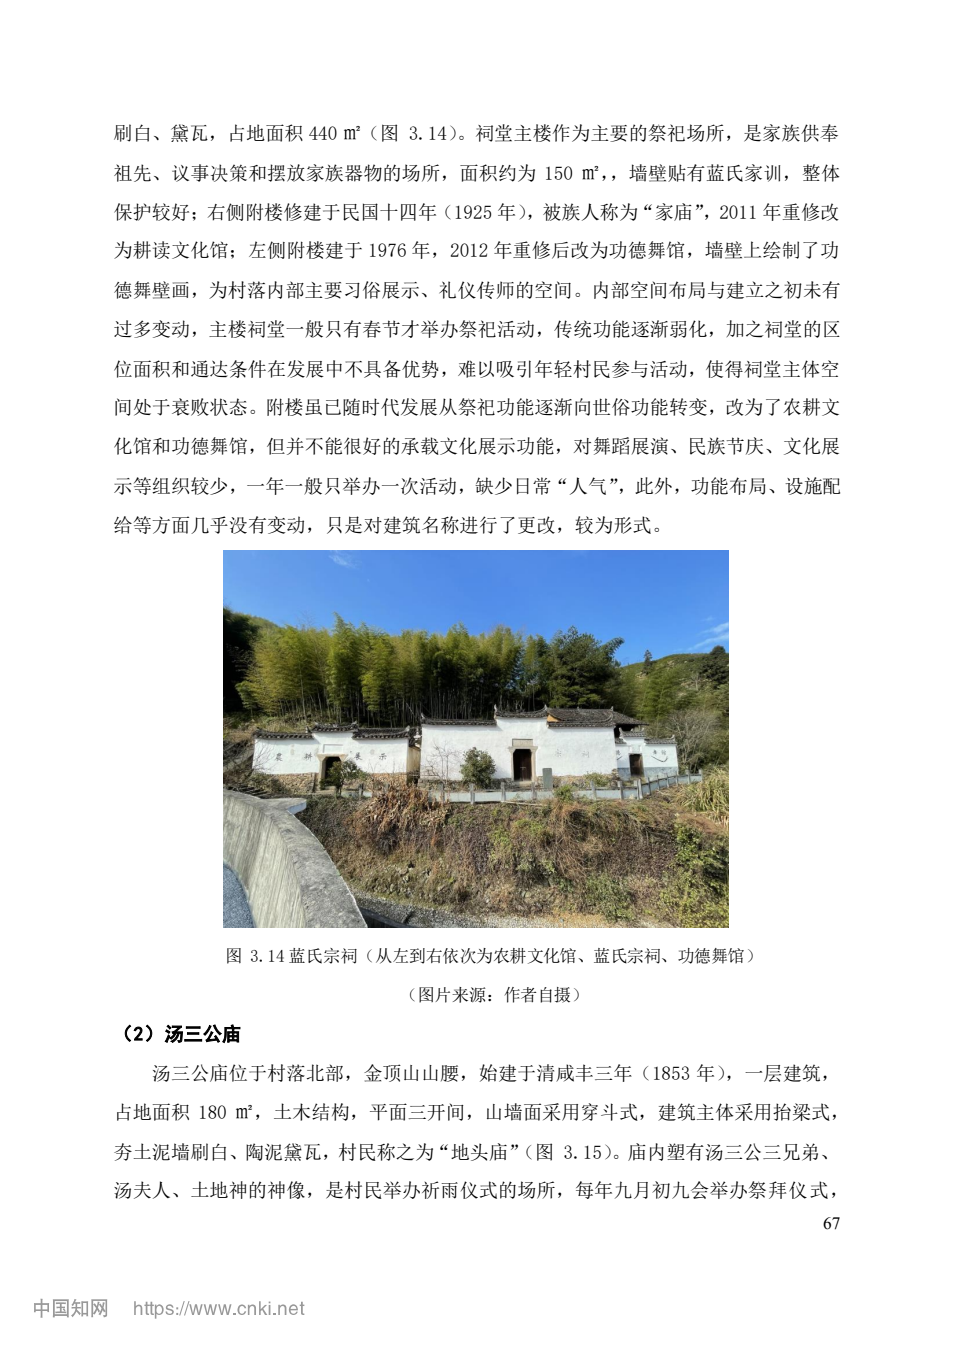 刷白、黛瓦，占地面积 440 ㎡（图 3.14）。祠堂主楼作为主要的祭祀场所，是家族供奉
祖先、议事决策和摆放家族器物的场所，面积约为 150 ㎡，，墙壁贴有蓝氏家训，整体
保护较好；右侧附楼修建于民国十四年（1925 年），被族人称为“家庙”，2011 年重修改
为耕读文化馆；左侧附楼建于 1976 年，2012 年重修后改为功德舞馆，墙壁上绘制了功
德舞壁画，为村落内部主要习俗展示、礼仪传师的空间。内部空间布局与建立之初未有
过多变动，主楼祠堂一般只有春节才举办祭祀活动，传统功能逐渐弱化，加之祠堂的区
位面积和通达条件在发展中不具备优势，难以吸引年轻村民参与活动，使得祠堂主体空
间处于衰败状态。附楼虽已随时代发展从祭祀功能逐渐向世俗功能转变，改为了农耕文
化馆和功德舞馆，但并不能很好的承载文化展示功能，对舞蹈展演、民族节庆、文化展
示等组织较少，一年一般只举办一次活动，缺少日常“人气”，此外，功能布局、设施配
给等方面几乎没有变动，只是对建筑名称进行了更改，较为形式。
农 耕 展 示
图 3.14 蓝氏宗祠（从左到右依次为农耕文化馆、蓝氏宗祠、功德舞馆）
（图片来源：作者自摄）
（2）汤三公庙
汤三公庙位于村落北部，金顶山山腰，始建于清咸丰三年（1853 年），一层建筑，
占地面积 180 ㎡，土木结构，平面三开间，山墙面采用穿斗式，建筑主体采用抬梁式，
夯土泥墙刷白、陶泥黛瓦，村民称之为“地头庙”（图 3.15）。庙内塑有汤三公三兄弟、
汤夫人、土地神的神像，是村民举办祈雨仪式的场所，每年九月初九会举办祭拜仪式，
67
中国知网 https://www.cnki.net